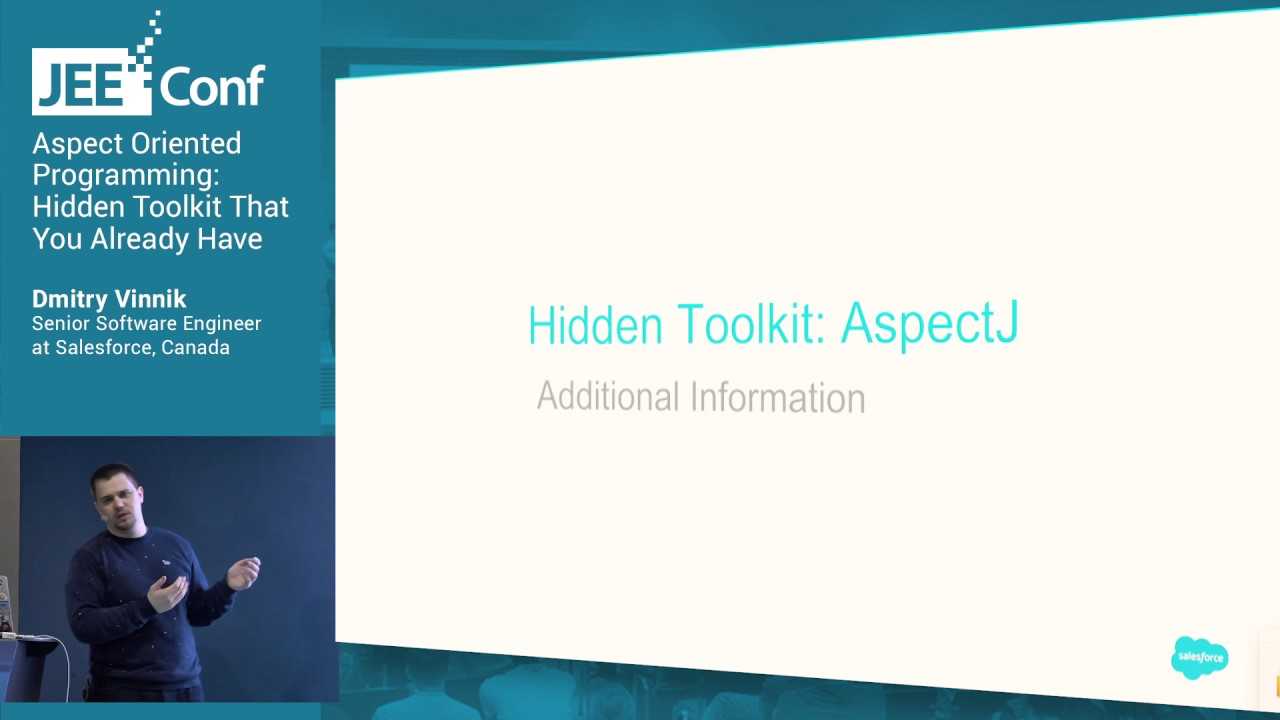 JEE Conf
Aspect Oriented
Programming:
Hidden Toolkit That
You Already Have
Dmitry Vinnik
Senior Software Engineer
at Salesforce, Canada
Hidden Toolkit: AspectJ
Additional Information
salesforce